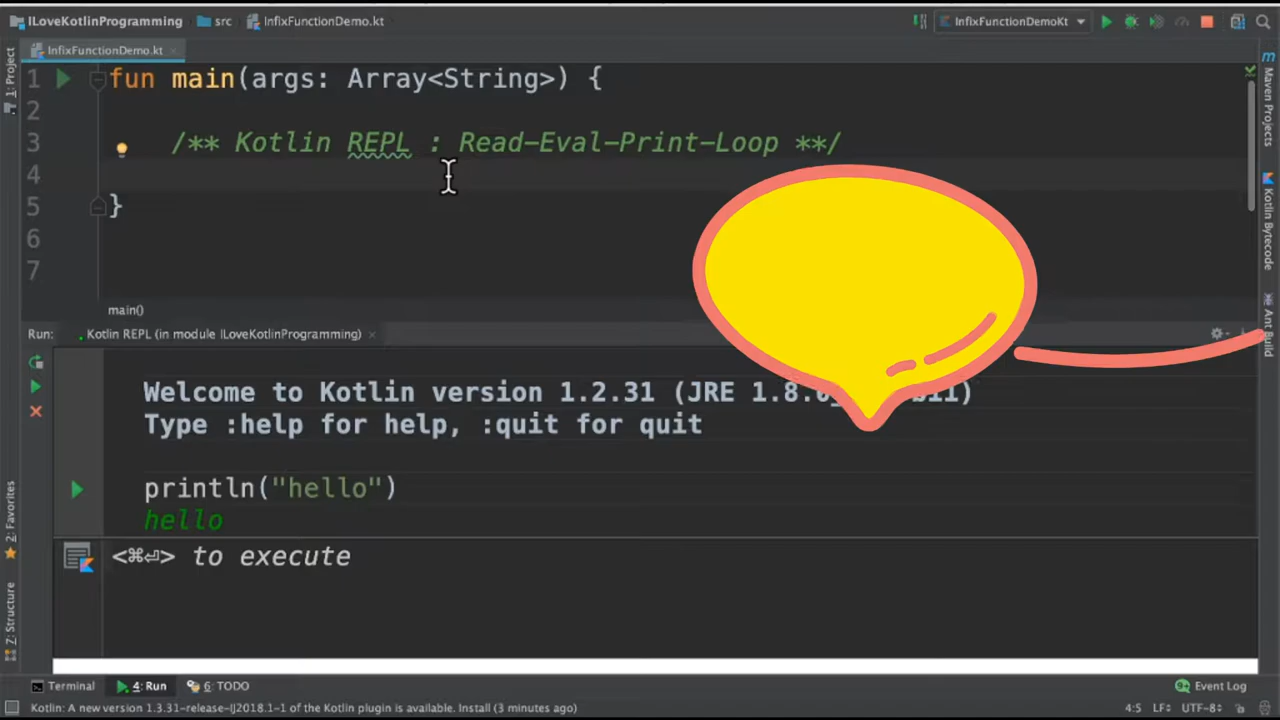 ILoveKotlinProgramming src InfixFunctionDemo.kt InfixFunctionDemoKt
InfixFunctionDemo.kt
1: Project
Maven Projects
Kotlin Bytecode
Ant Build
1 fun main(args: Array<String>) {
2
3 /** Kotlin REPL : Read-Eval-Print-Loop **/
4
5 }
6
7
main()
Run: Kotlin REPL (in module ILoveKotlinProgramming)
Welcome to Kotlin version 1.2.31 (JRE 1.8.
Type :help for help, :quit for quit
println("hello")
hello
<⌘⏎> to execute
2: Favorites
Z: Structure
Terminal 4: Run 6: TODO Event Log
Kotlin: A new version 1.3.31-release-IJ2018.1-1 of the Kotlin plugin is available. Install (3 minutes ago) 4:5 LF÷ UTF-8÷